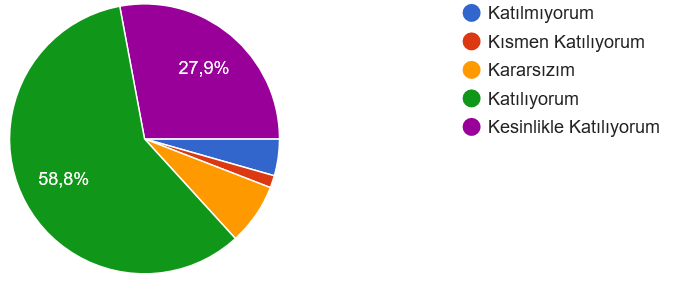 Katılmıyorum
Kısmen Katılıyorum
Kararsızım
Katılıyorum
Kesinlikle Katılıyorum
27,9%
58,8%